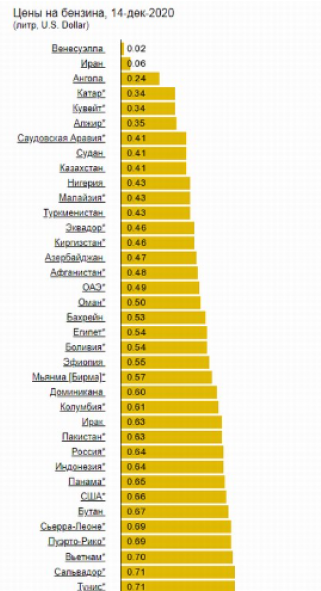 Цены на бензина, 14-дек-2020
(литр, U.S. Dollar)
Венесуэлла 0.02
Иран 0.06
Ангола 0.24
Катар* 0.34
Кувейт* 0.34
Алжир* 0.35
Саудовская Аравия* 0.41
Судан 0.41
Казахстан 0.41
Нигерия 0.43
Малайзия* 0.43
Туркменистан 0.43
Эквадор* 0.46
Киргизстан* 0.46
Азербайджан 0.47
Афганистан* 0.48
ОАЭ* 0.49
Оман* 0.50
Бахрейн 0.53
Египет* 0.54
Боливия* 0.54
Эфиопия 0.55
Мьянма [Бирма]* 0.57
Доминикана 0.60
Колумбия* 0.61
Ирак 0.63
Пакистан* 0.63
Россия* 0.64
Индонезия* 0.64
Панама* 0.65
США* 0.66
Бутан 0.67
Сьерра-Леоне* 0.69
Пуэрто-Рико* 0.69
Вьетнам* 0.70
Сальвадор* 0.71
Тунис* 0.71